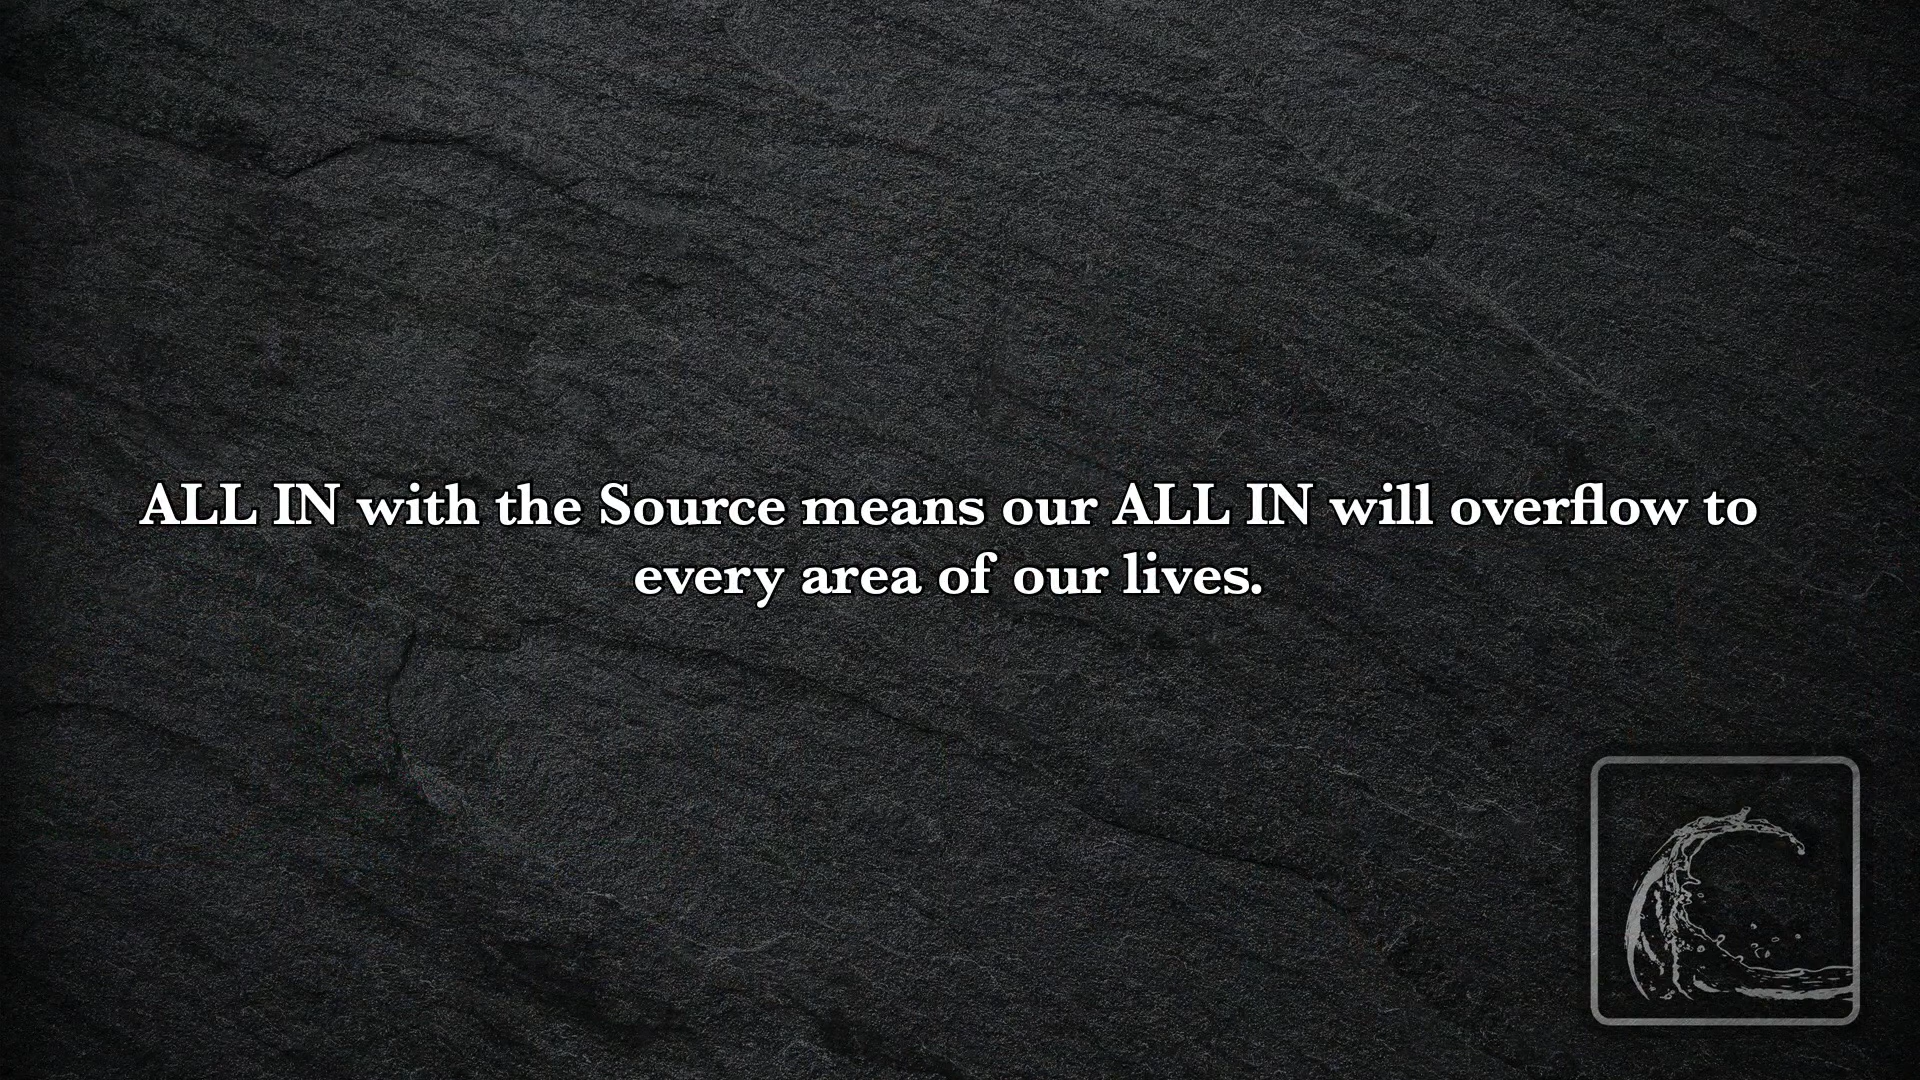 ALL IN with the Source means our ALL IN will overflow to
every area of our lives.